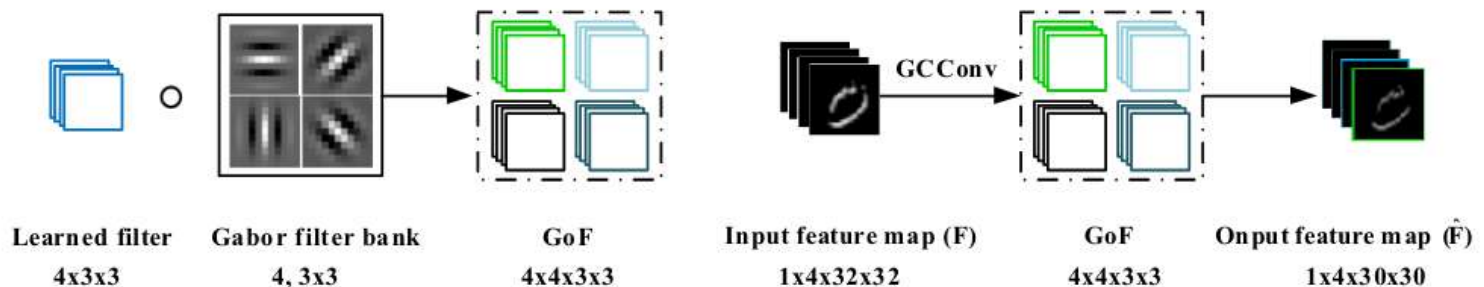 GCConv
Learned filter Gabor filter bank GoF Input feature map (F) GoF Onput feature map (F̂)
4x3x3 4, 3x3 4x4x3x3 1x4x32x32 4x4x3x3 1x4x30x30